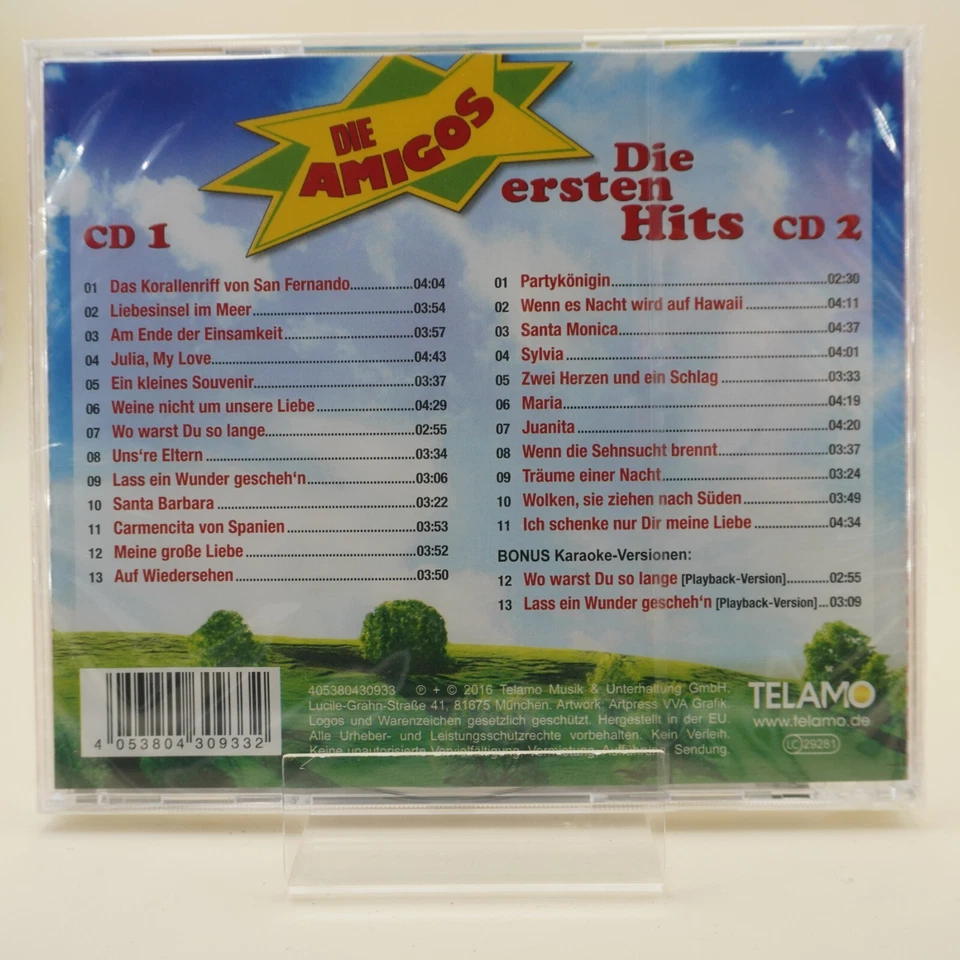 DIE
AMIGOS
Die
ersten
Hits
CD 1
01 Das Korallenriff von San Fernando 04:04
02 Liebesinsel im Meer 03:54
03 Am Ende der Einsamkeit 03:57
04 Julia, My Love 04:43
05 Ein kleines Souvenir 03:37
06 Weine nicht um unsere Liebe 04:29
07 Wo warst Du so lange 02:55
08 Uns're Eltern 03:34
09 Lass ein Wunder gescheh'n 03:06
10 Santa Barbara 03:22
11 Carmencita von Spanien 03:53
12 Meine große Liebe 03:52
13 Auf Wiedersehen 03:50
CD 2
01 Partykönigin 02:30
02 Wenn es Nacht wird auf Hawaii 04:11
03 Santa Monica 04:37
04 Sylvia 04:01
05 Zwei Herzen und ein Schlag 03:33
06 Maria 04:19
07 Juanita 04:20
08 Wenn die Sehnsucht brennt 03:37
09 Träume einer Nacht 03:24
10 Wolken, sie ziehen nach Süden 03:49
11 Ich schenke nur Dir meine Liebe 04:34
BONUS Karaoke-Versionen:
12 Wo warst Du so lange [Playback-Version] 02:55
13 Lass ein Wunder gescheh'n [Playback-Version] 03:09
4 053804 309332
405380430933 ℗ + © 2016 Telamo Musik & Unterhaltung GmbH.
Lucile-Grahn-Straße 41, 81675 München. Artwork: Artpress VVA Grafik.
Logos und Warenzeichen gesetzlich geschützt. Hergestellt in der EU.
Alle Urheber- und Leistungsschutzrechte vorbehalten. Kein Verleih.
Keine unautorisierte Vervielfältigung, Vermietung, Aufführung, Sendung.
TELAMO
www.telamo.de
LC 29281